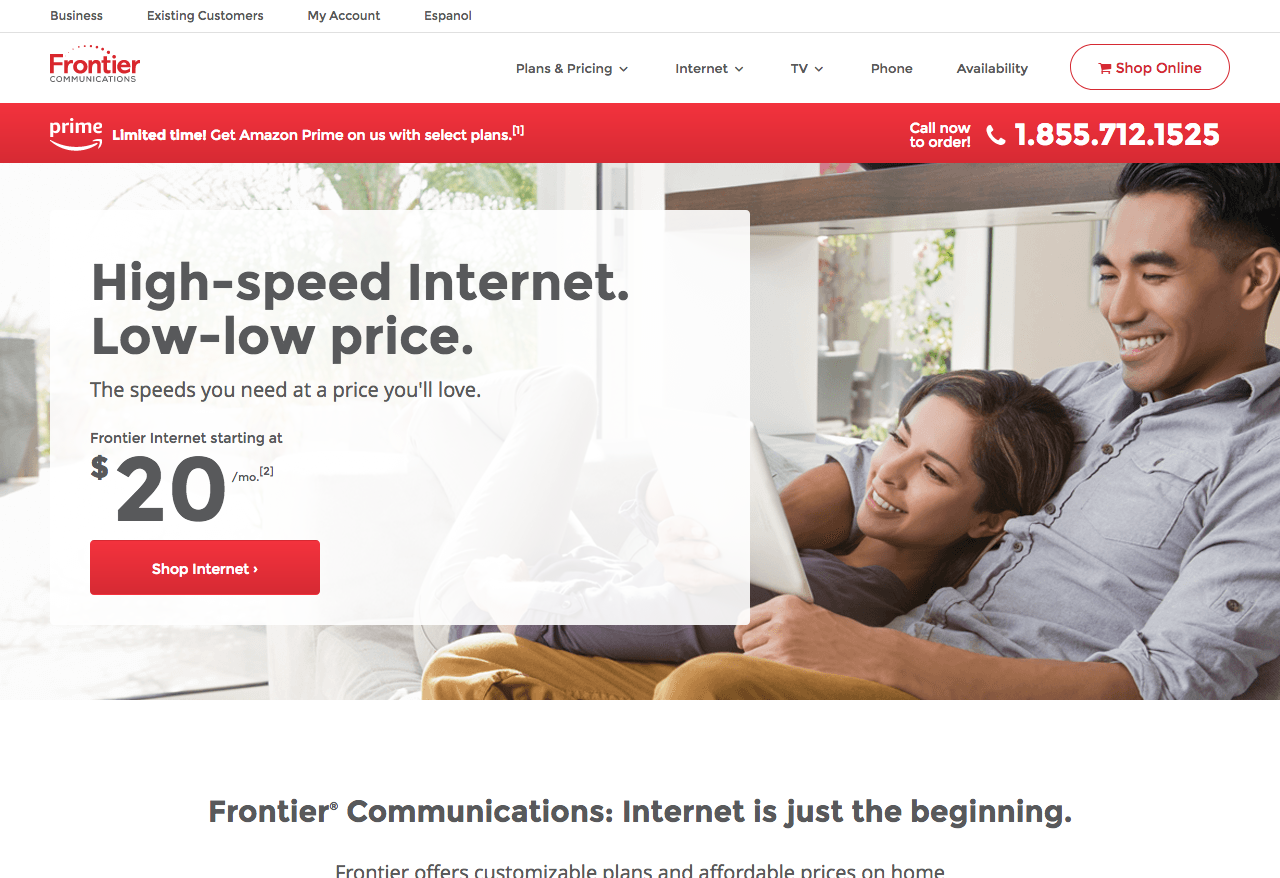 Business Existing Customers My Account Espanol
Frontier
COMMUNICATIONS
Plans & Pricing Internet TV Phone Availability Shop Online
prime
Limited time! Get Amazon Prime on us with select plans.[1]
Call now
to order!
1.855.712.1525
High-speed Internet.
Low-low price.
The speeds you need at a price you'll love.
Frontier Internet starting at
$20/mo.[2]
Shop Internet ›
Frontier® Communications: Internet is just the beginning.
Frontier offers customizable plans and affordable prices on home